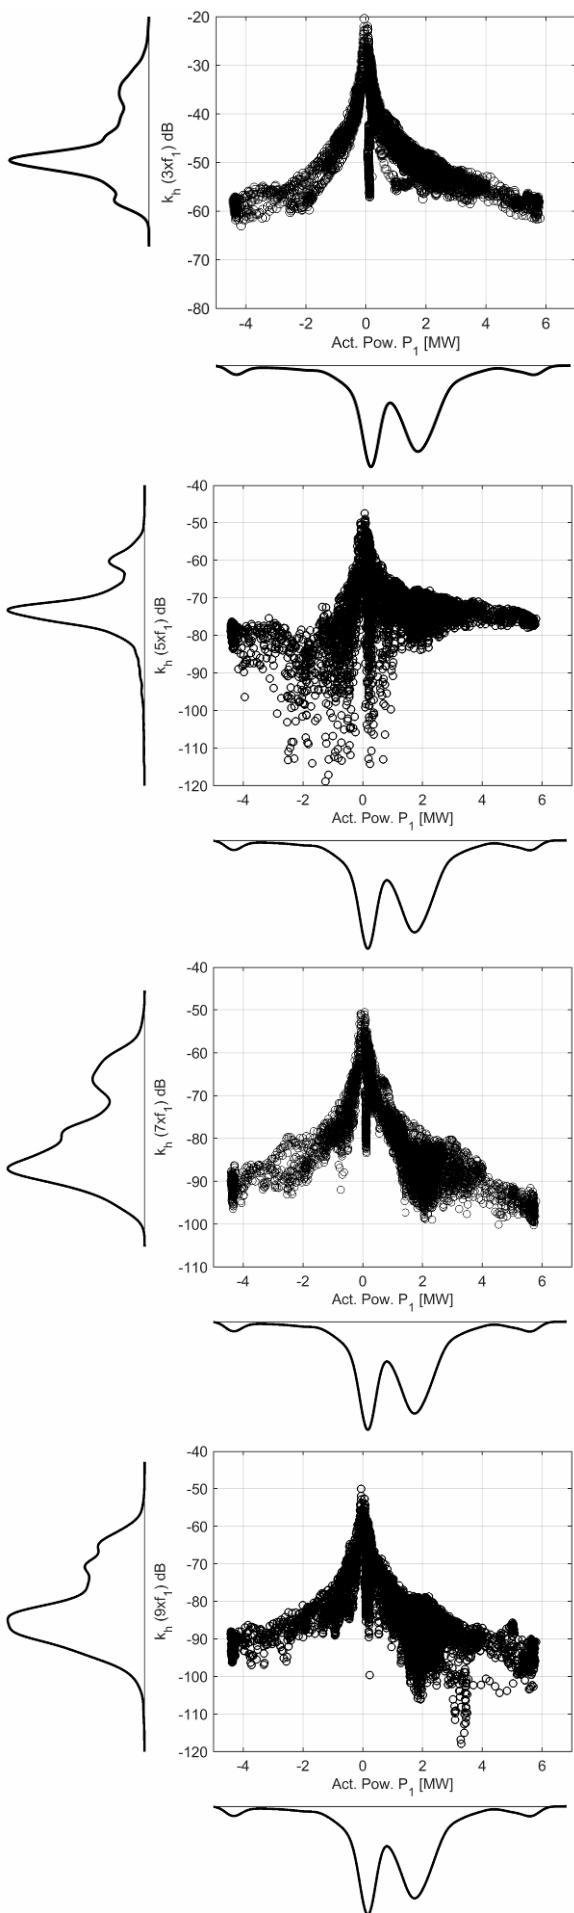 -20
-30
-40
-50
-60
-70
-80
k_h (3xf_1) dB
-4 -2 0 2 4 6
Act. Pow. P_1 [MW]
-40
-50
-60
-70
-80
-90
-100
-110
-120
k_h (5xf_1) dB
-4 -2 0 2 4 6
Act. Pow. P_1 [MW]
-40
-50
-60
-70
-80
-90
-100
-110
k_h (7xf_1) dB
-4 -2 0 2 4 6
Act. Pow. P_1 [MW]
-40
-50
-60
-70
-80
-90
-100
-110
-120
k_h (9xf_1) dB
-4 -2 0 2 4 6
Act. Pow. P_1 [MW]